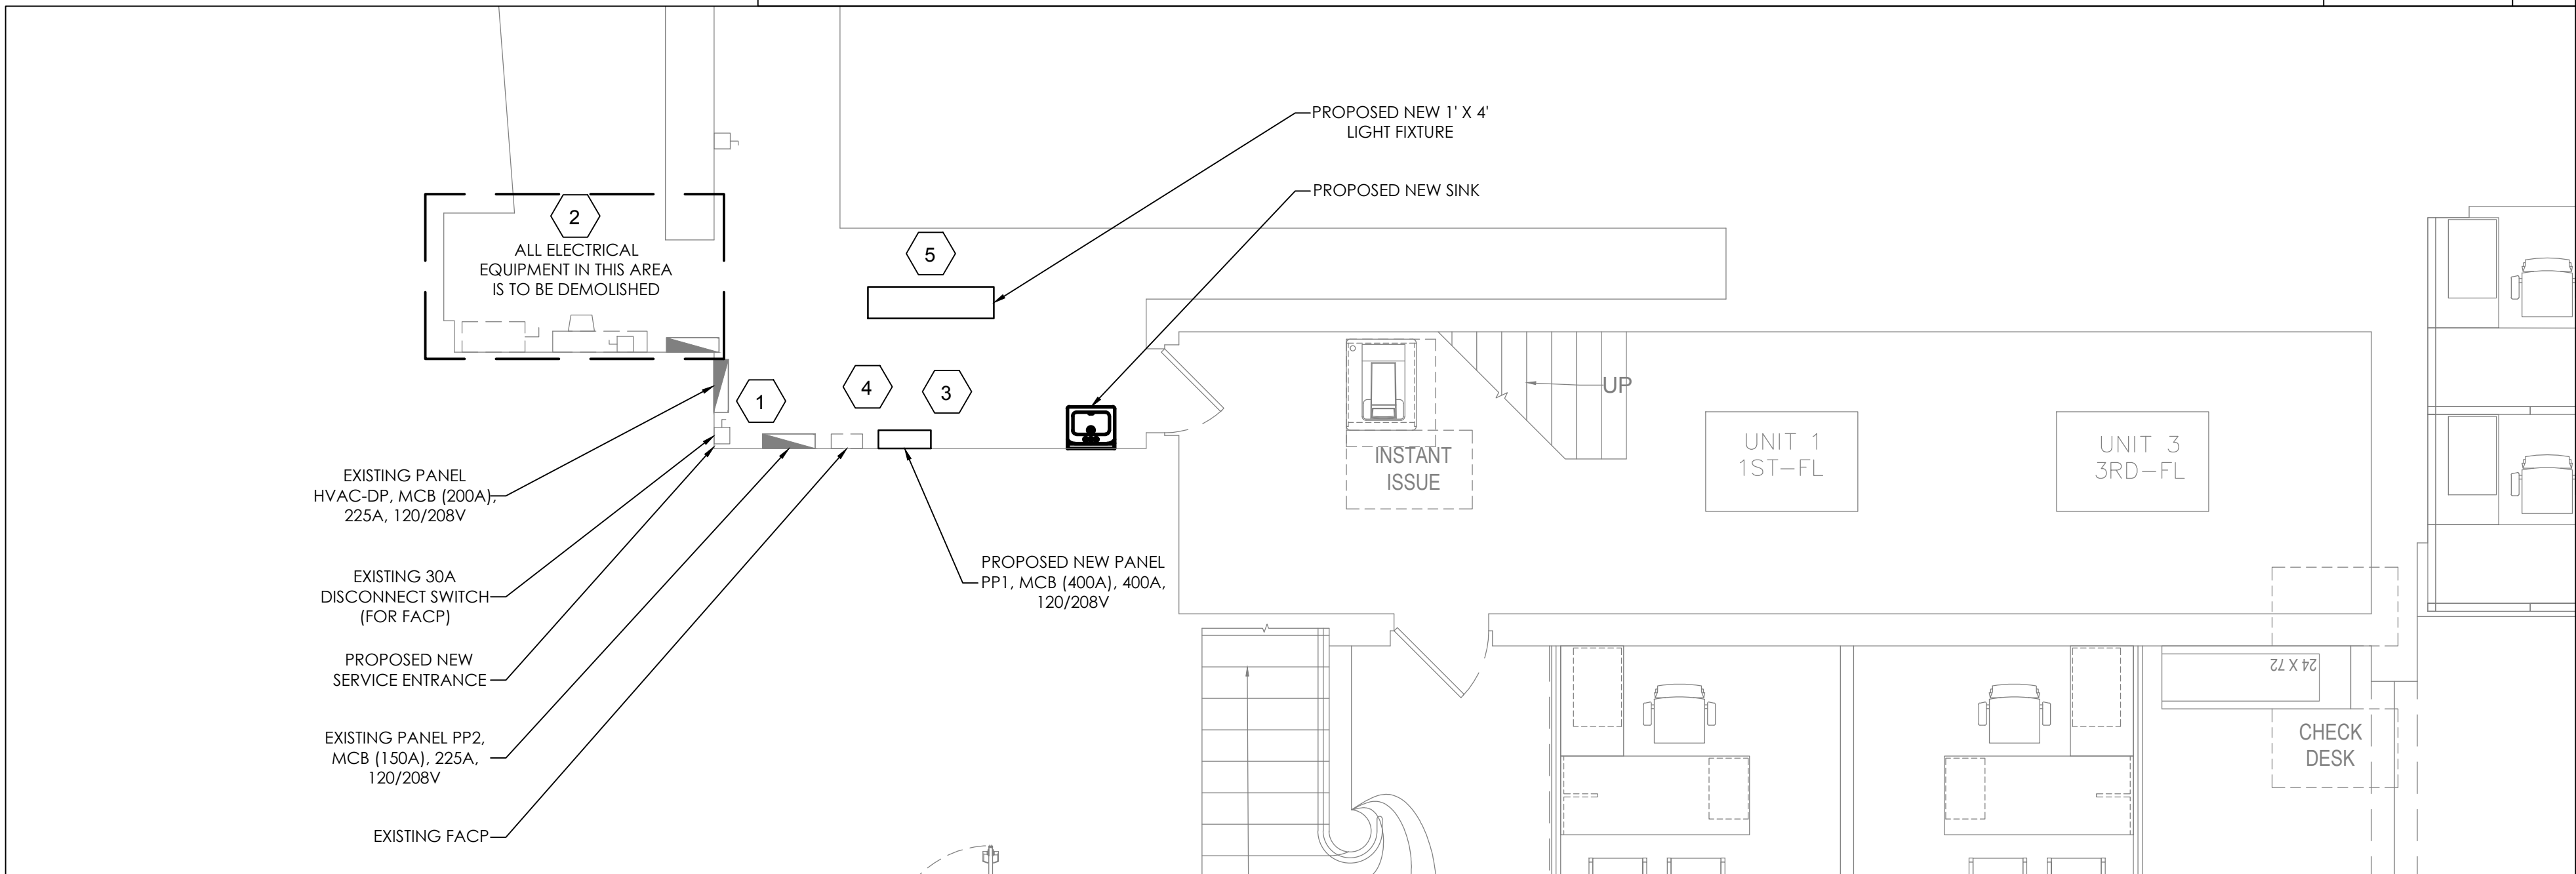 PROPOSED NEW 1' X 4'
LIGHT FIXTURE
PROPOSED NEW SINK
2
ALL ELECTRICAL
EQUIPMENT IN THIS AREA
IS TO BE DEMOLISHED
5
1
4
3
UP
INSTANT
ISSUE
UNIT 1
1ST-FL
UNIT 3
3RD-FL
EXISTING PANEL
HVAC-DP, MCB (200A),
225A, 120/208V
EXISTING 30A
DISCONNECT SWITCH
(FOR FACP)
PROPOSED NEW
SERVICE ENTRANCE
EXISTING PANEL PP2,
MCB (150A), 225A,
120/208V
EXISTING FACP
PROPOSED NEW PANEL
PP1, MCB (400A), 400A,
120/208V
24 X 72
CHECK
DESK